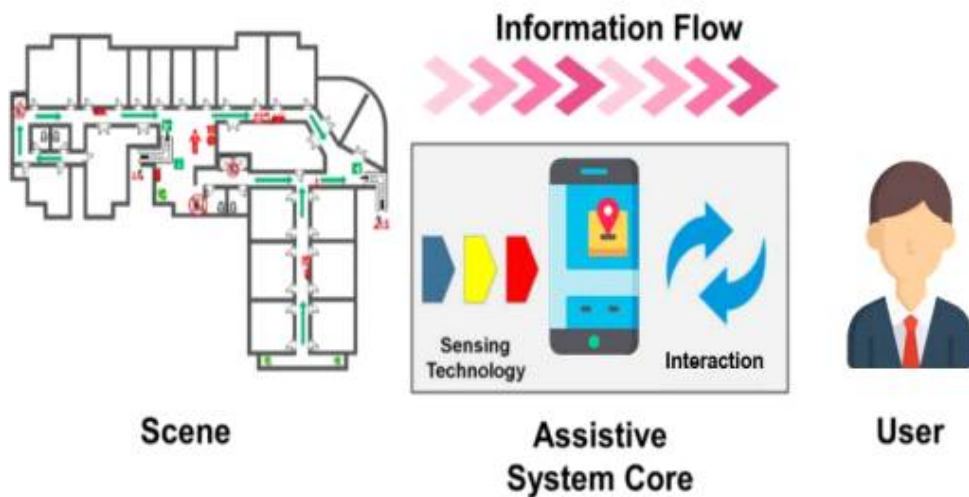 Information Flow
Sensing
Technology
Interaction
Scene
Assistive
System Core
User